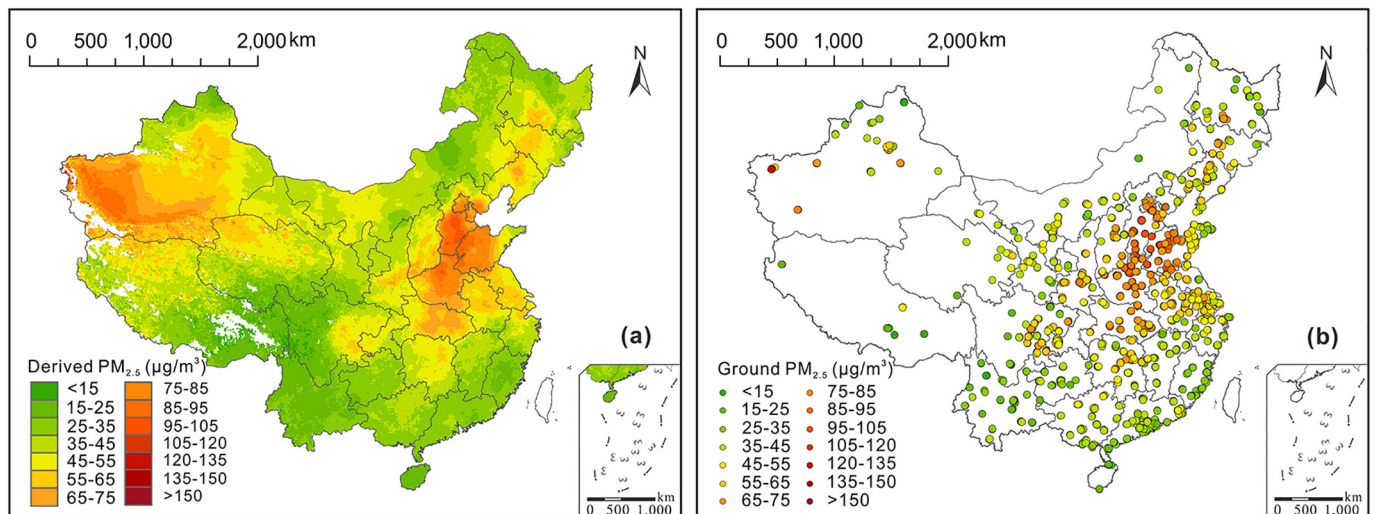 0 500 1,000 2,000 km
N
(a)
Derived PM2.5 (μg/m³)
<15 75-85
15-25 85-95
25-35 95-105
35-45 105-120
45-55 120-135
55-65 135-150
65-75 >150
km
0 500 1,000
0 500 1,000 2,000 km
N
(b)
Ground PM2.5 (μg/m³)
<15 75-85
15-25 85-95
25-35 95-105
35-45 105-120
45-55 120-135
55-65 135-150
65-75 >150
km
0 500 1,000